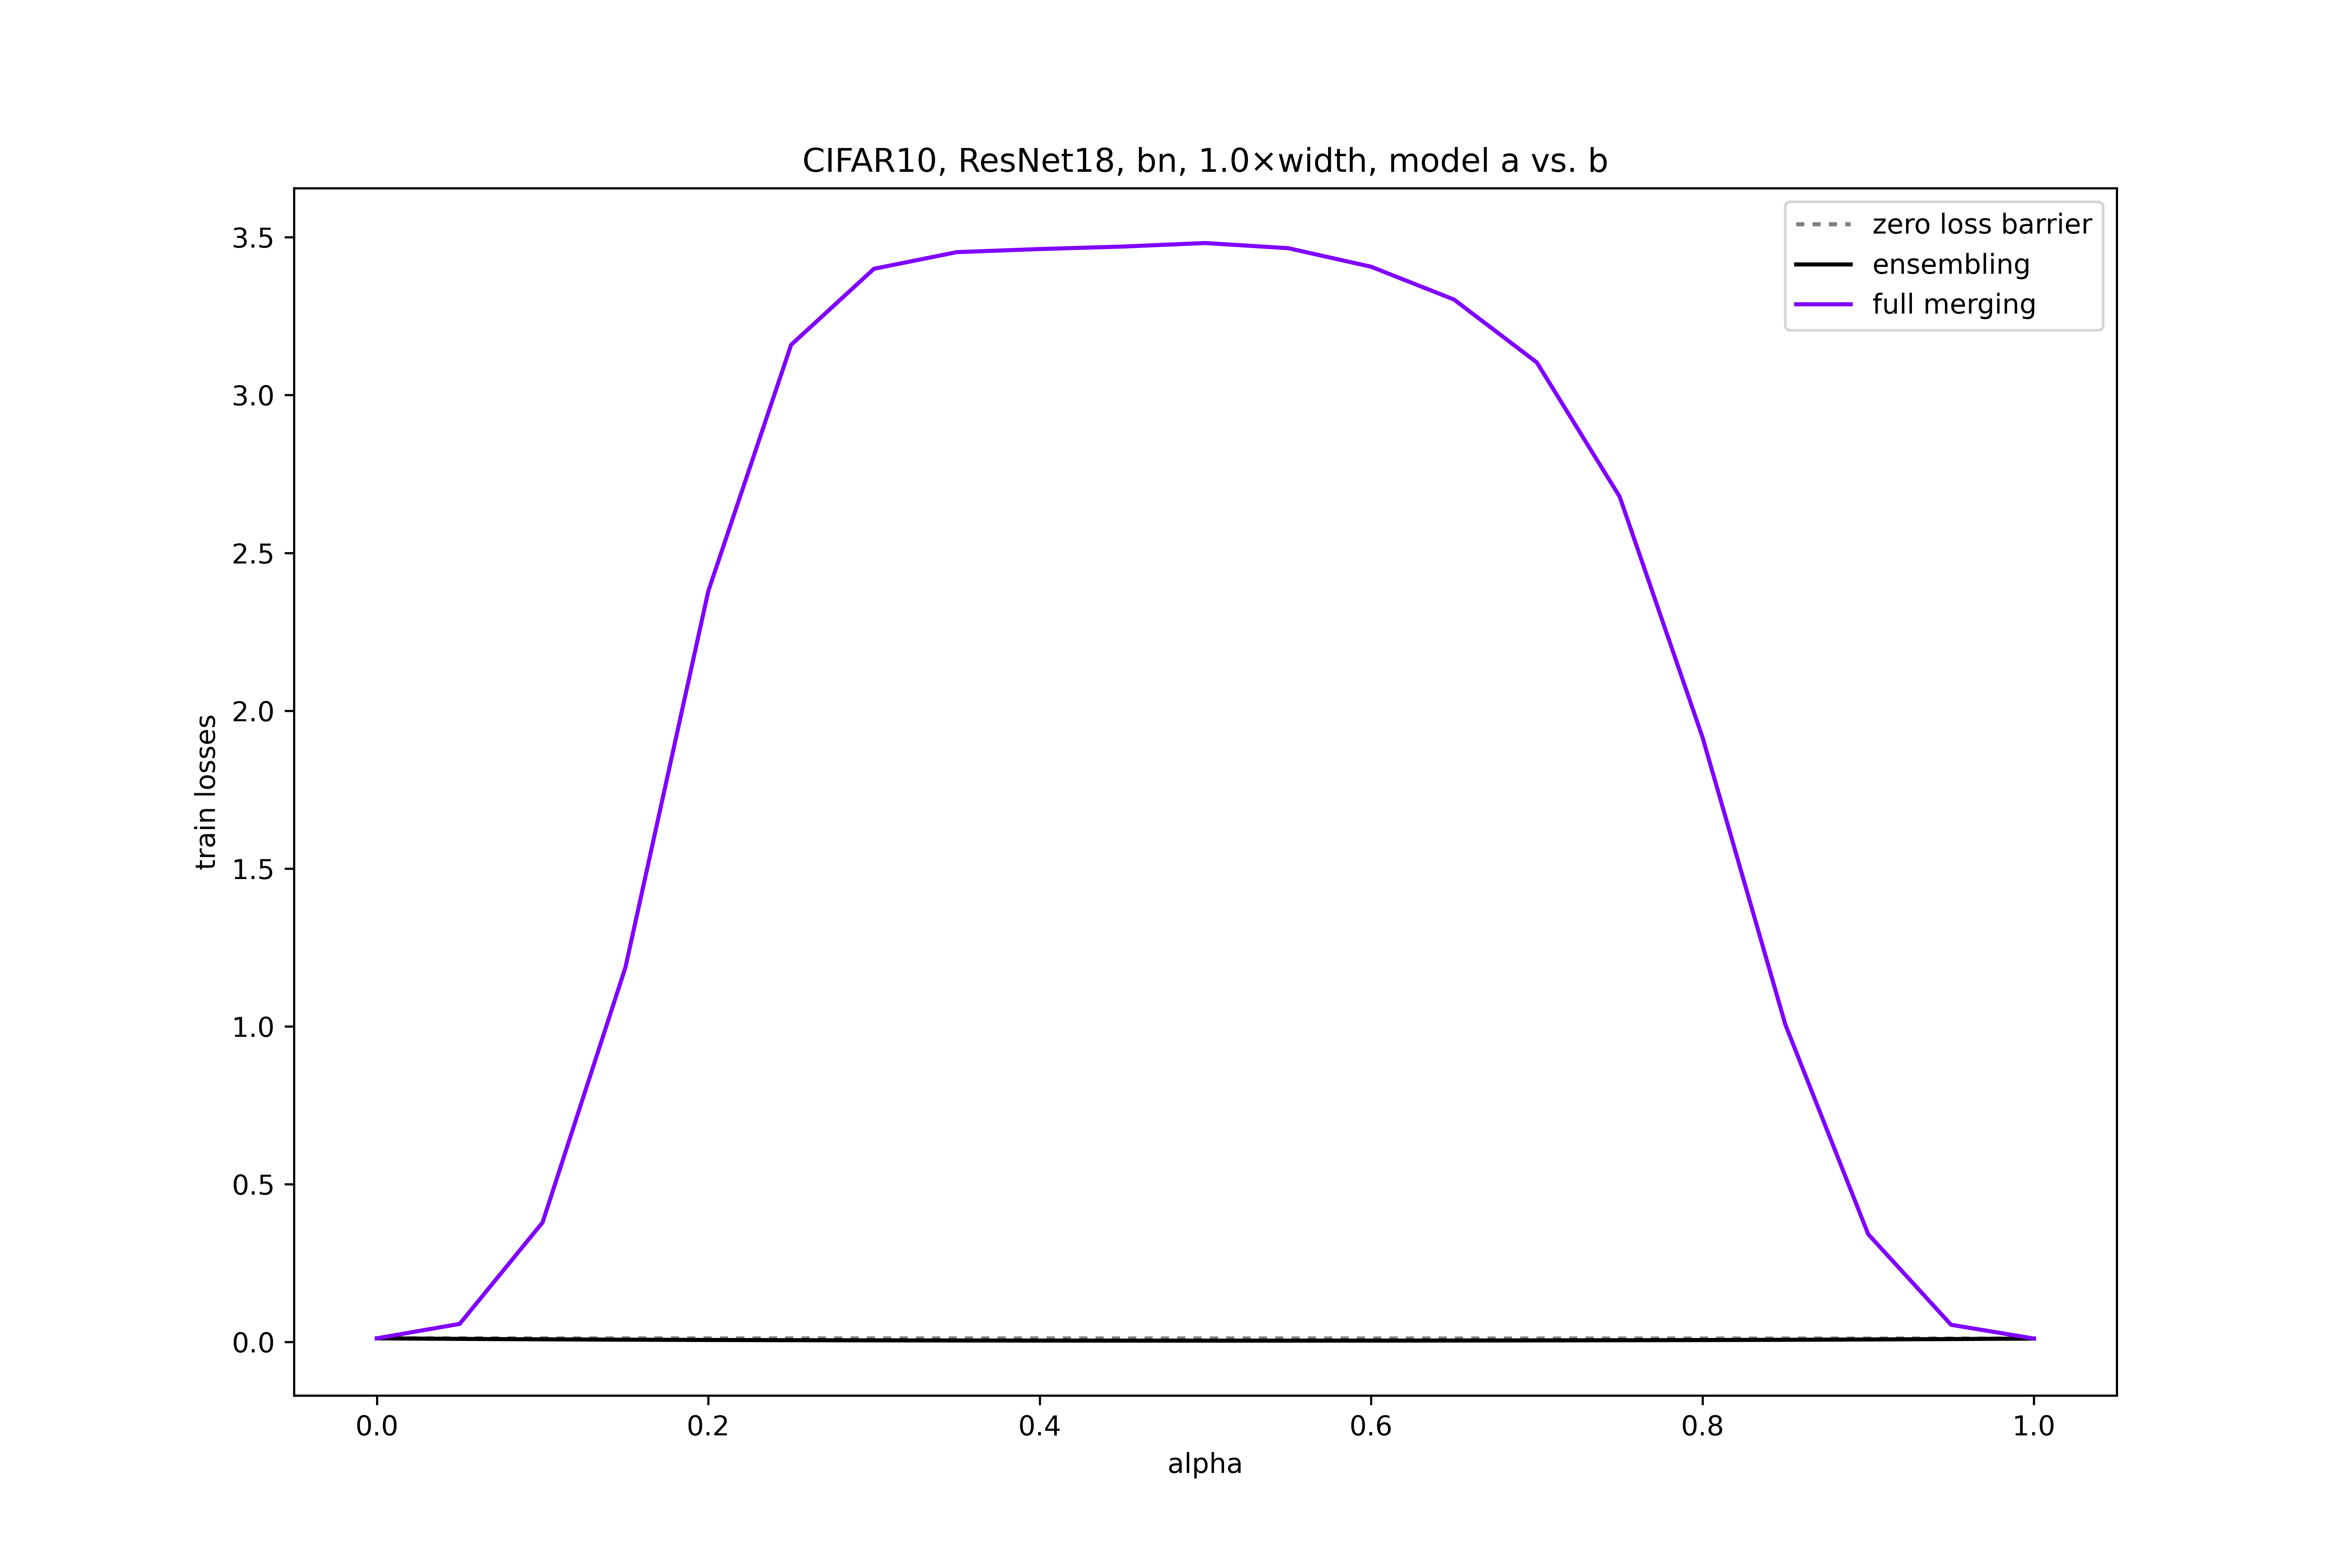 CIFAR10, ResNet18, bn, 1.0×width, model a vs. b
zero loss barrier
ensembling
full merging
train losses
3.5
3.0
2.5
2.0
1.5
1.0
0.5
0.0
0.0 0.2 0.4 0.6 0.8 1.0
alpha